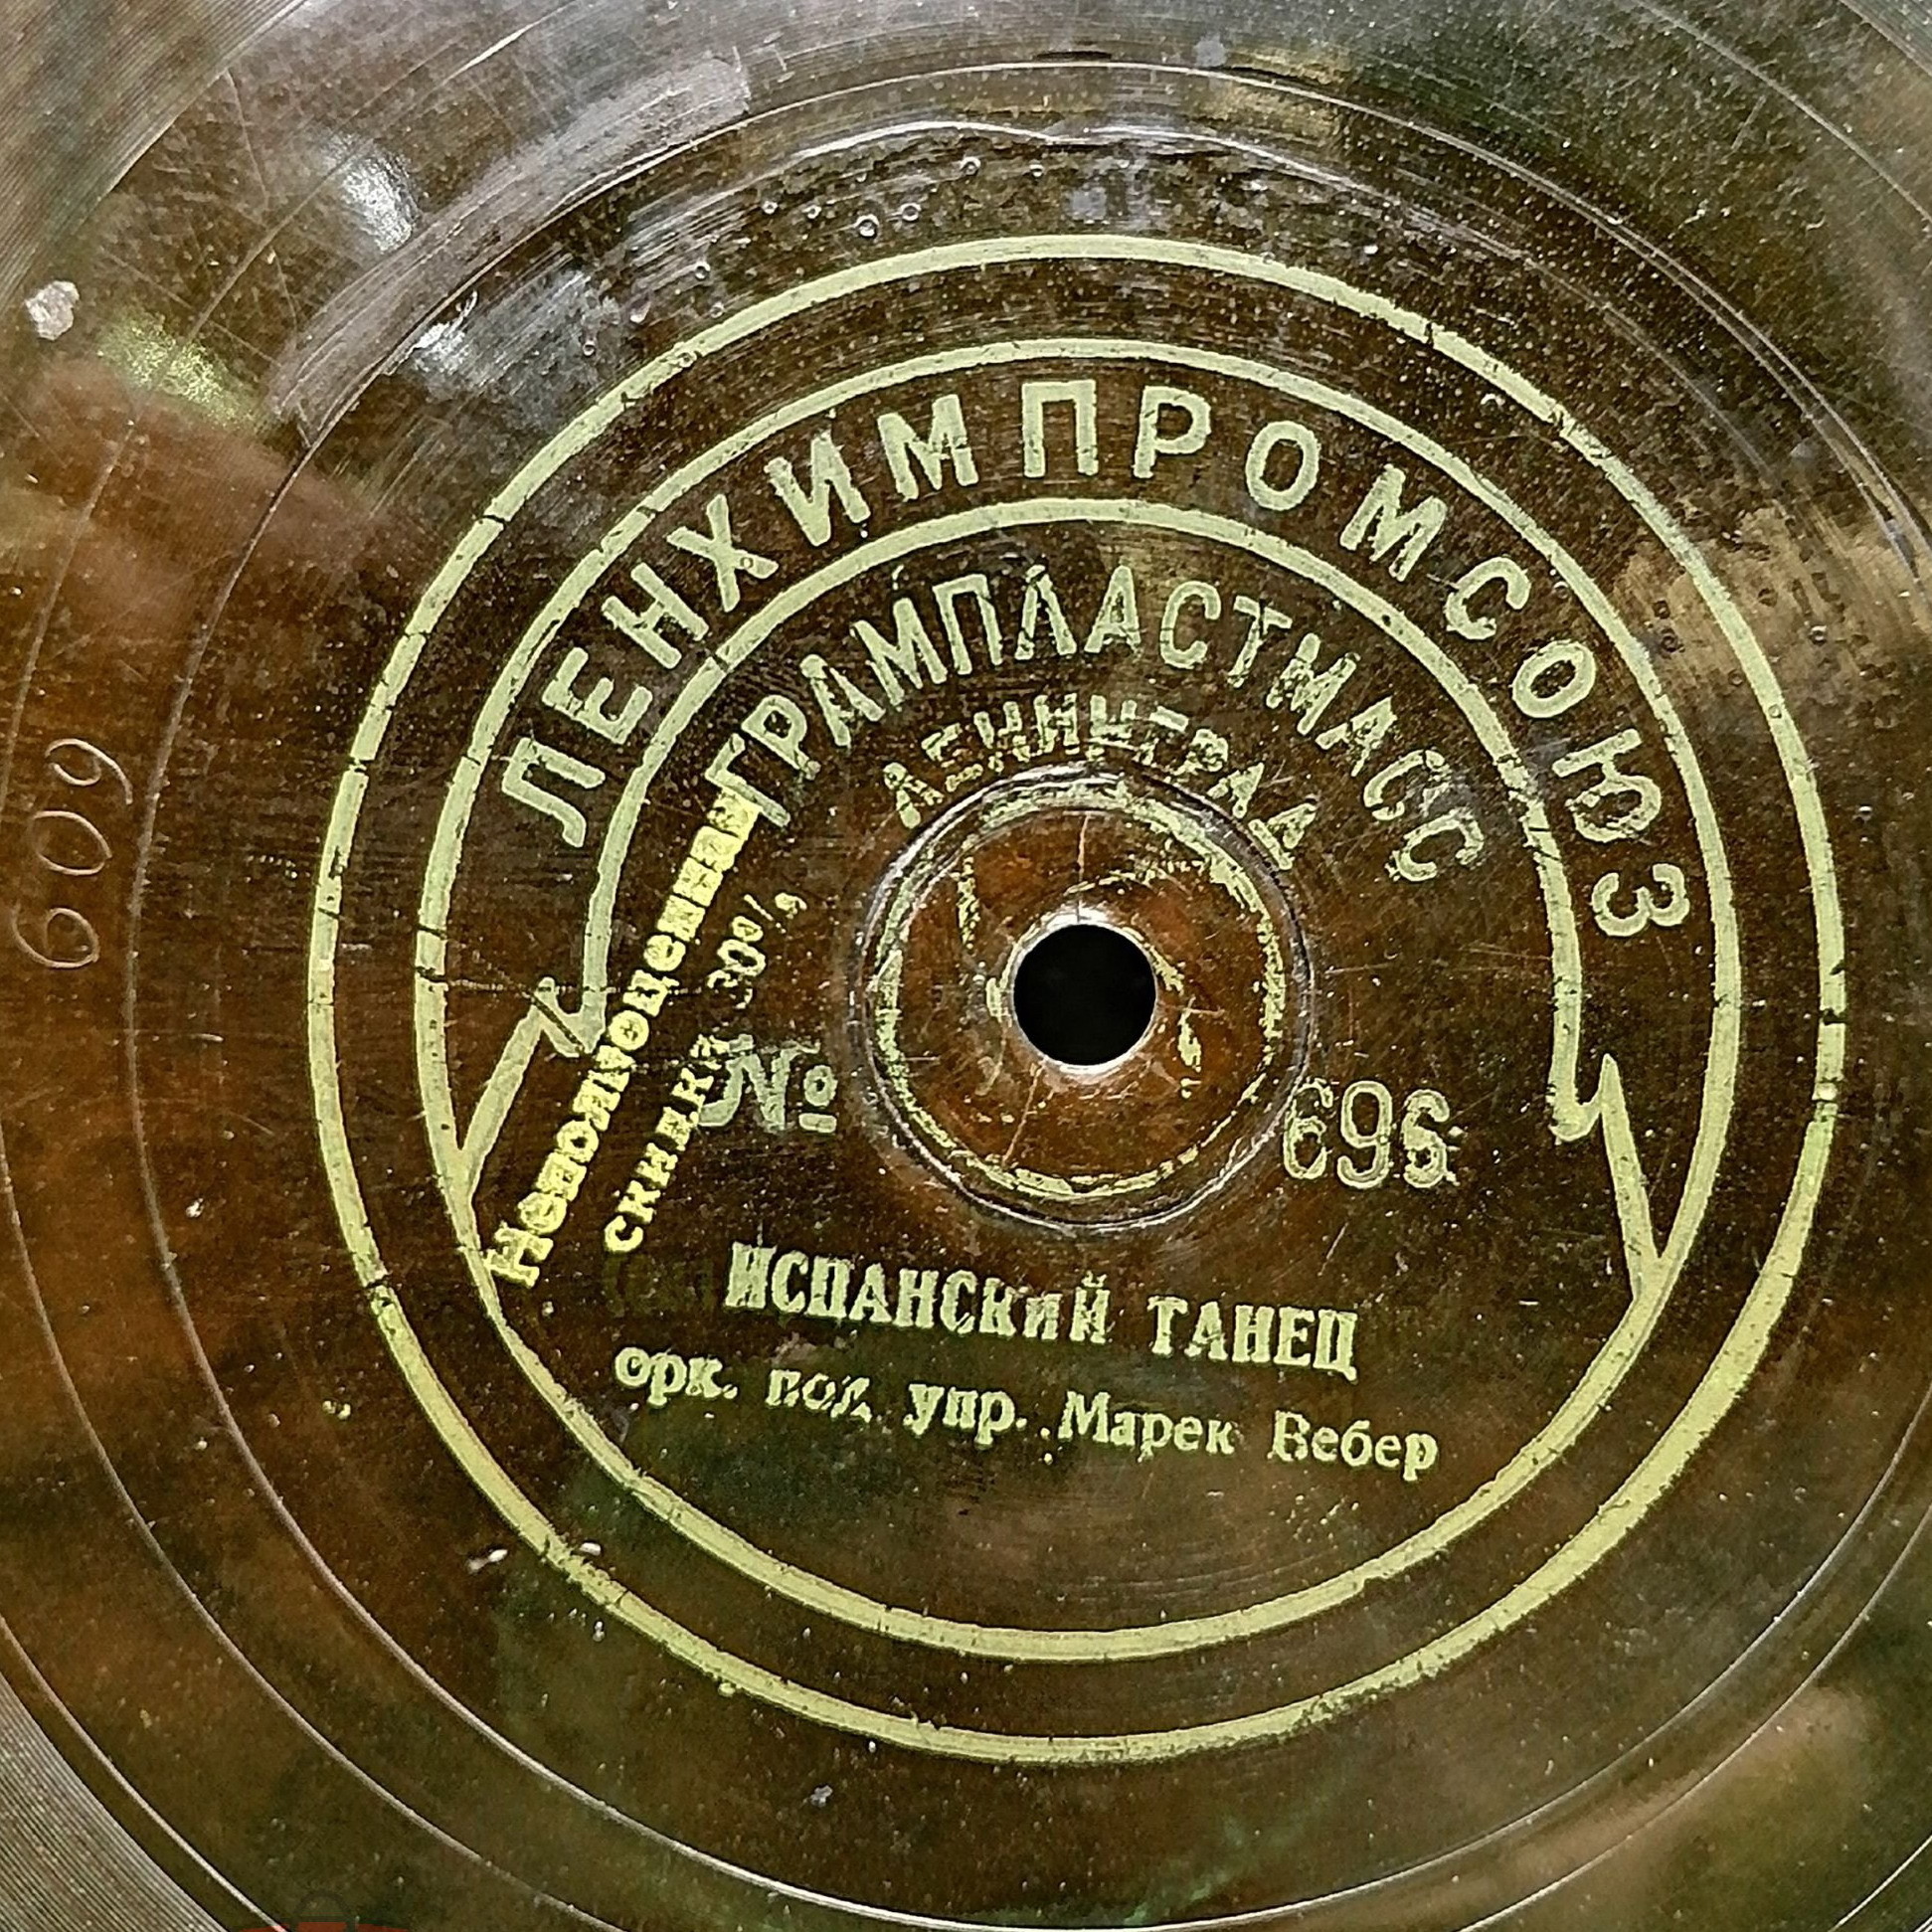 ЛЕНХИМПРОМСОЮЗ
ГРАМПЛАСТМАСС
ЛЕНИНГРАД
Неполноценная
скидка 30%
№ 696
ИСПАНСКИЙ ТАНЕЦ
орк. под упр. Марек Вебер
609